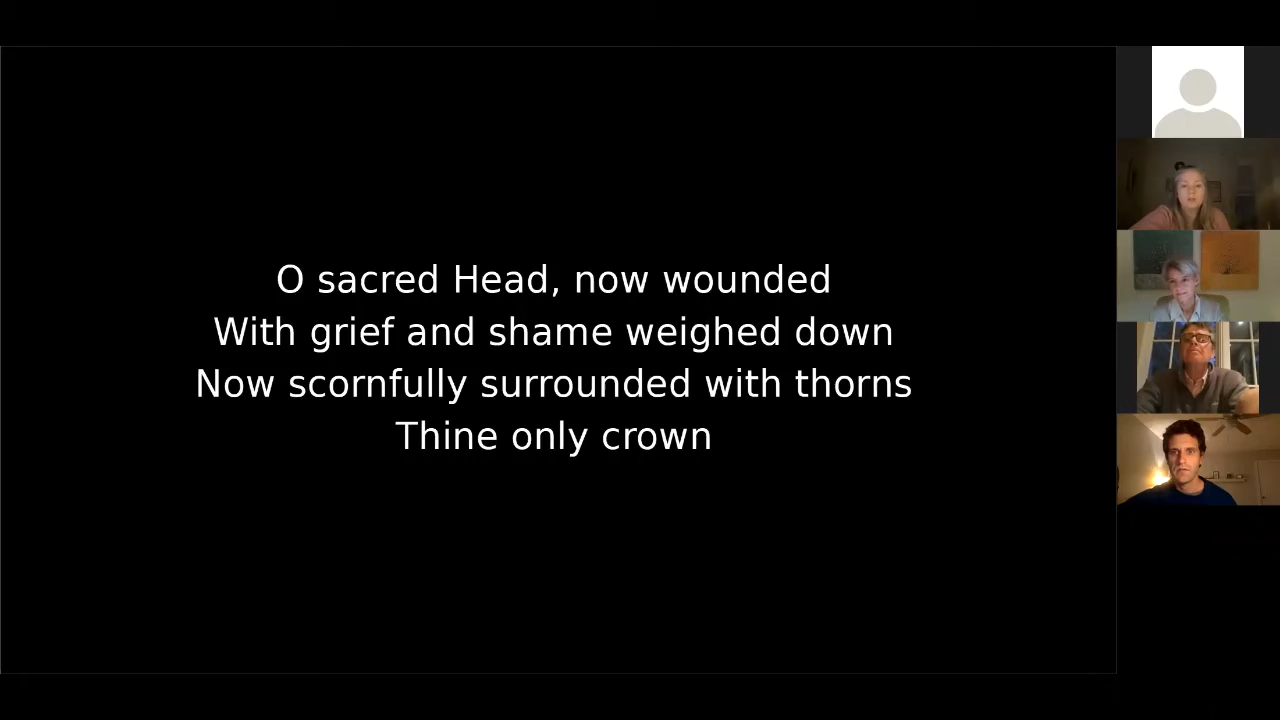 O sacred Head, now wounded
With grief and shame weighed down
Now scornfully surrounded with thorns
Thine only crown